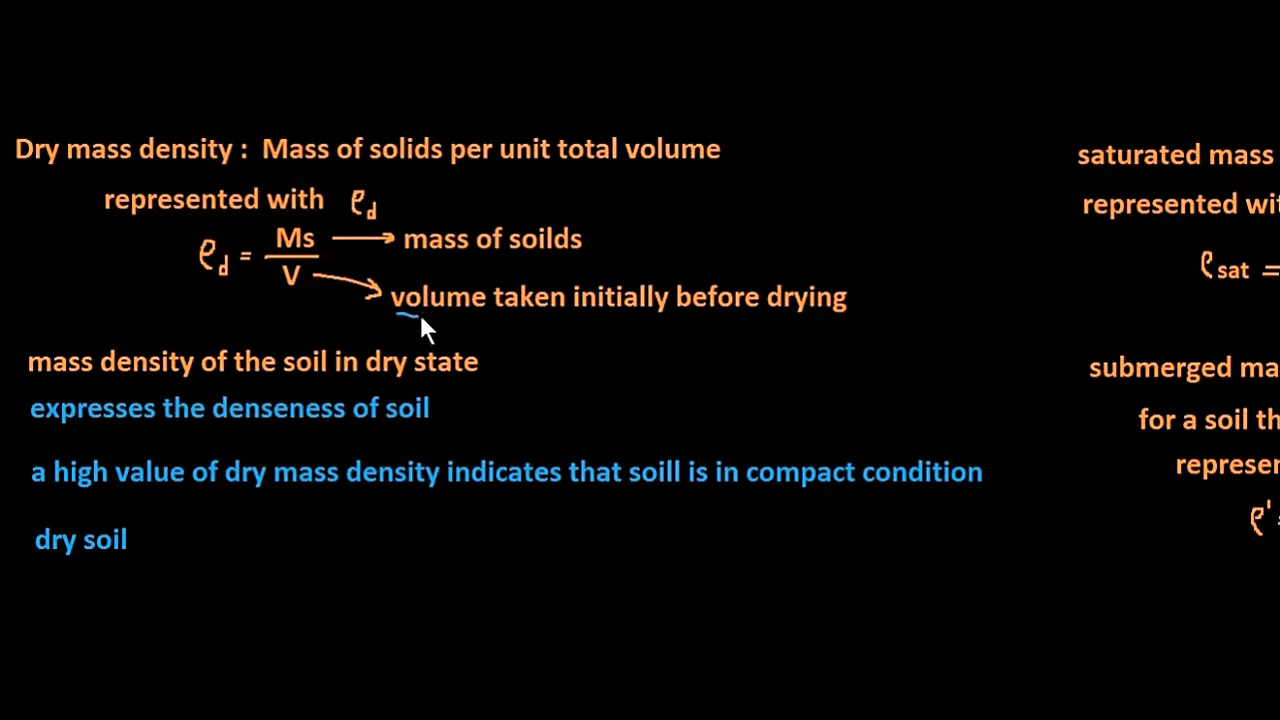 Dry mass density : Mass of solids per unit total volume
represented with ρd
ρd = Ms / V
mass of soilds
volume taken initially before drying
mass density of the soil in dry state
expresses the denseness of soil
a high value of dry mass density indicates that soill is in compact condition
dry soil
saturated mass
represented wit
ρsat =
submerged ma
for a soil th
represen
ρ' =